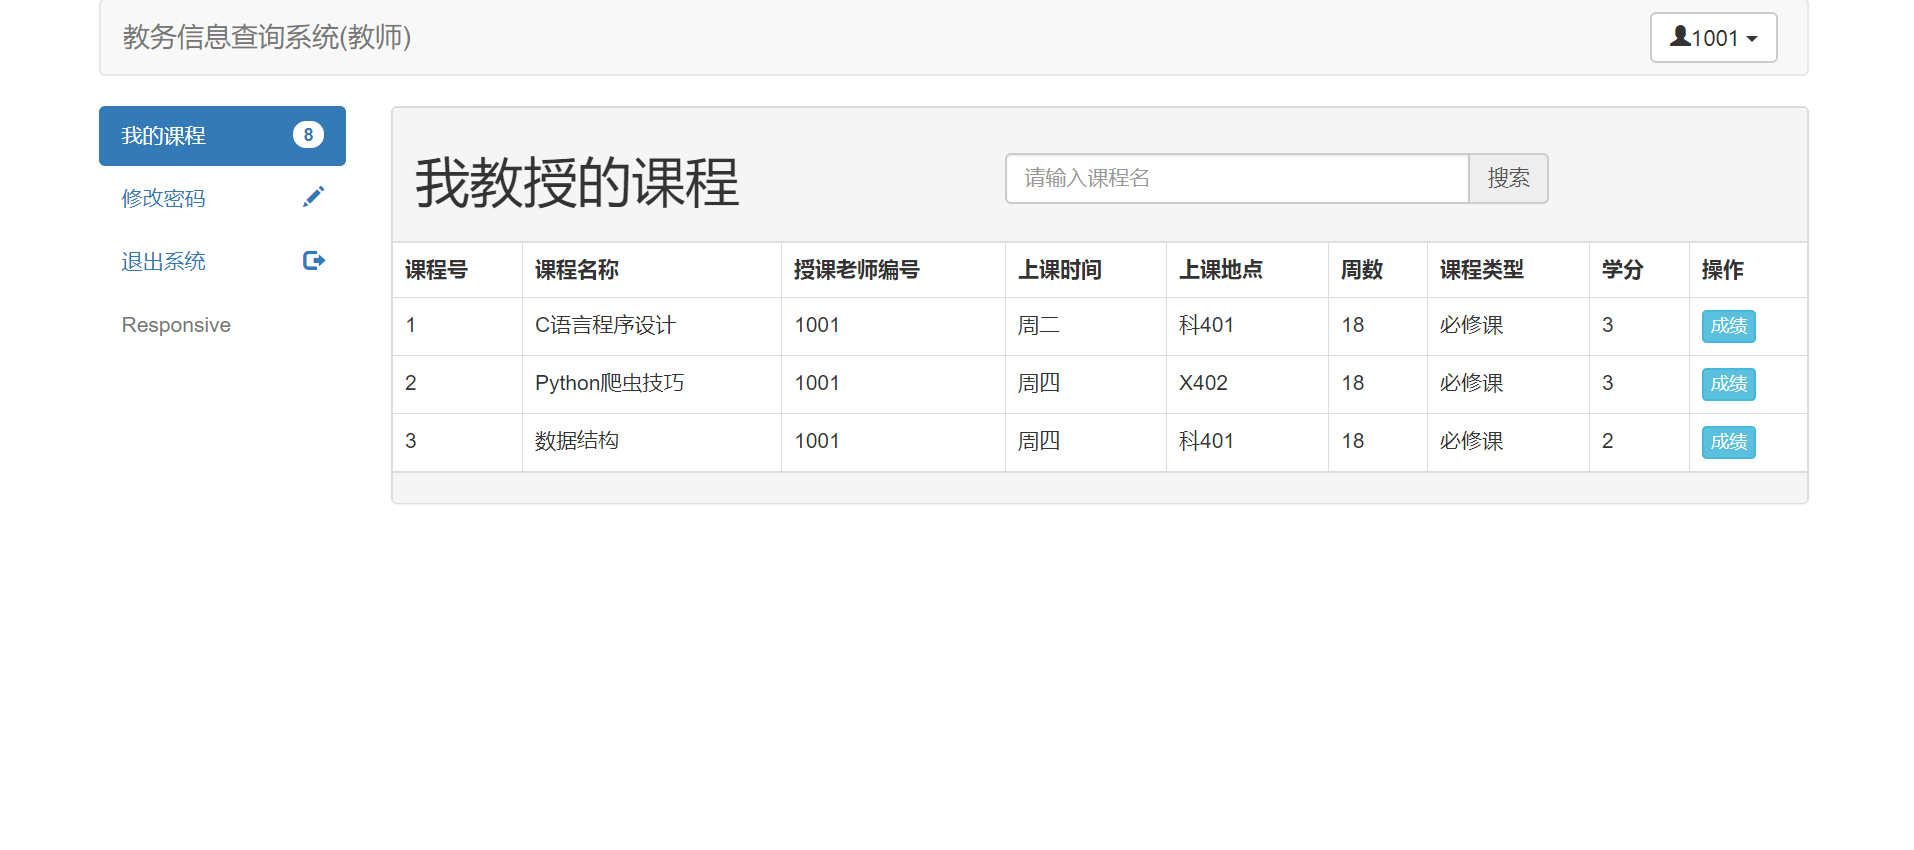 教务信息查询系统(教师)
1001
我的课程 8
修改密码
退出系统
Responsive
我教授的课程
请输入课程名 搜索
课程号 课程名称 授课老师编号 上课时间 上课地点 周数 课程类型 学分 操作
1 C语言程序设计 1001 周二 科401 18 必修课 3 成绩
2 Python爬虫技巧 1001 周四 X402 18 必修课 3 成绩
3 数据结构 1001 周四 科401 18 必修课 2 成绩